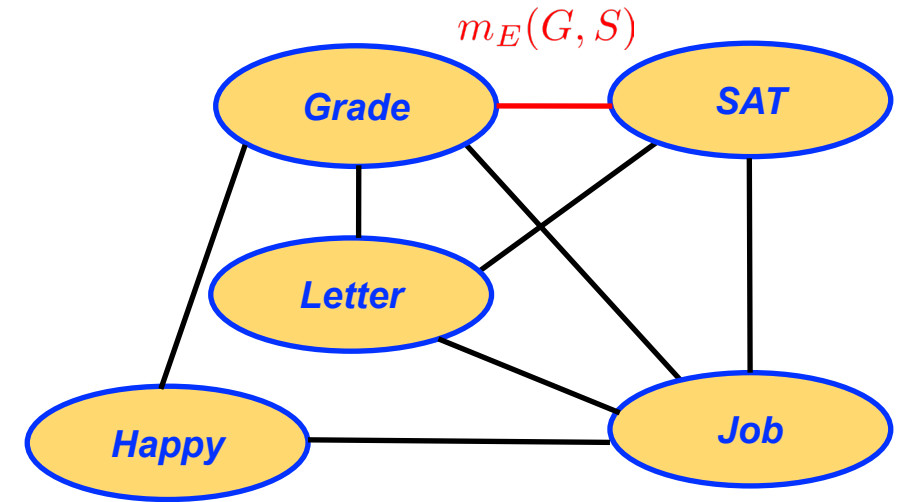 m_E(G, S)
Grade
SAT
Letter
Happy
Job